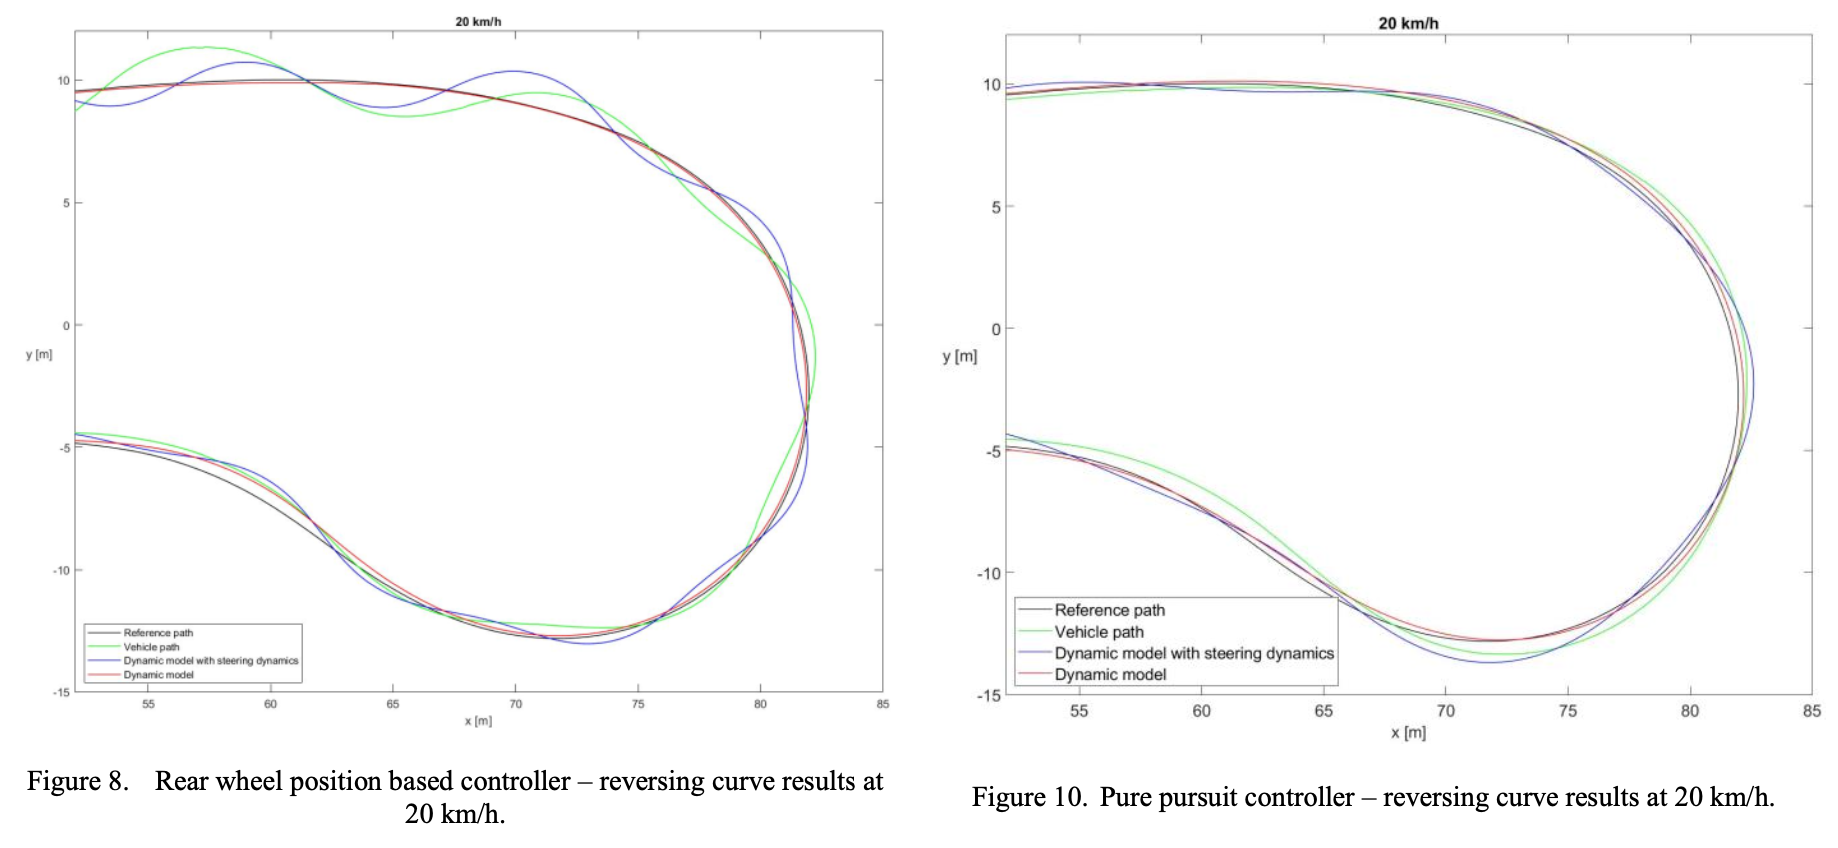 20 km/h
10
5
0
y [m]
-5
-10
-15
Reference path
Vehicle path
Dynamic model with steering dynamics
Dynamic model
55
60
65
70
75
80
85
x [m]
Figure 8. Rear wheel position based controller – reversing curve results at
20 km/h.
20 km/h
10
5
0
y [m]
-5
-10
-15
Reference path
Vehicle path
Dynamic model with steering dynamics
Dynamic model
55
60
65
70
75
80
85
x [m]
Figure 10. Pure pursuit controller – reversing curve results at 20 km/h.